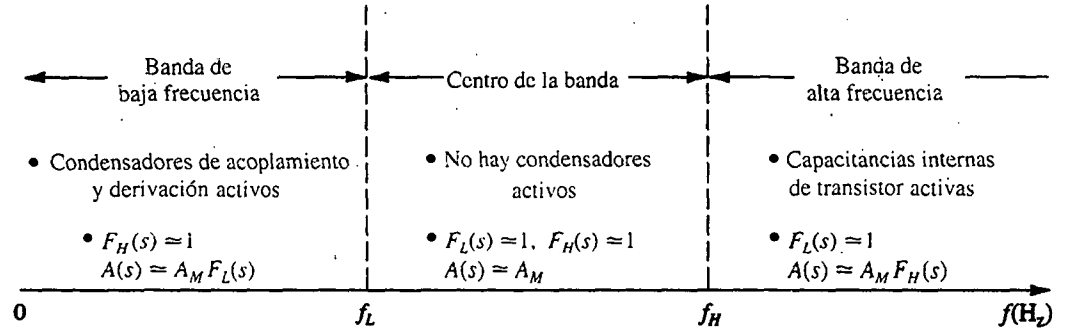 Banda de
baja frecuencia
Centro de la banda
Banda de
alta frecuencia
• Condensadores de acoplamiento
y derivación activos
• F_H(s) ≃ 1
A(s) ≃ A_M F_L(s)
• No hay condensadores
activos
• F_L(s) ≃ 1, F_H(s) ≃ 1
A(s) ≃ A_M
• Capacitancias internas
de transistor activas
• F_L(s) ≃ 1
A(s) ≃ A_M F_H(s)
0
f_L
f_H
f(H_z)